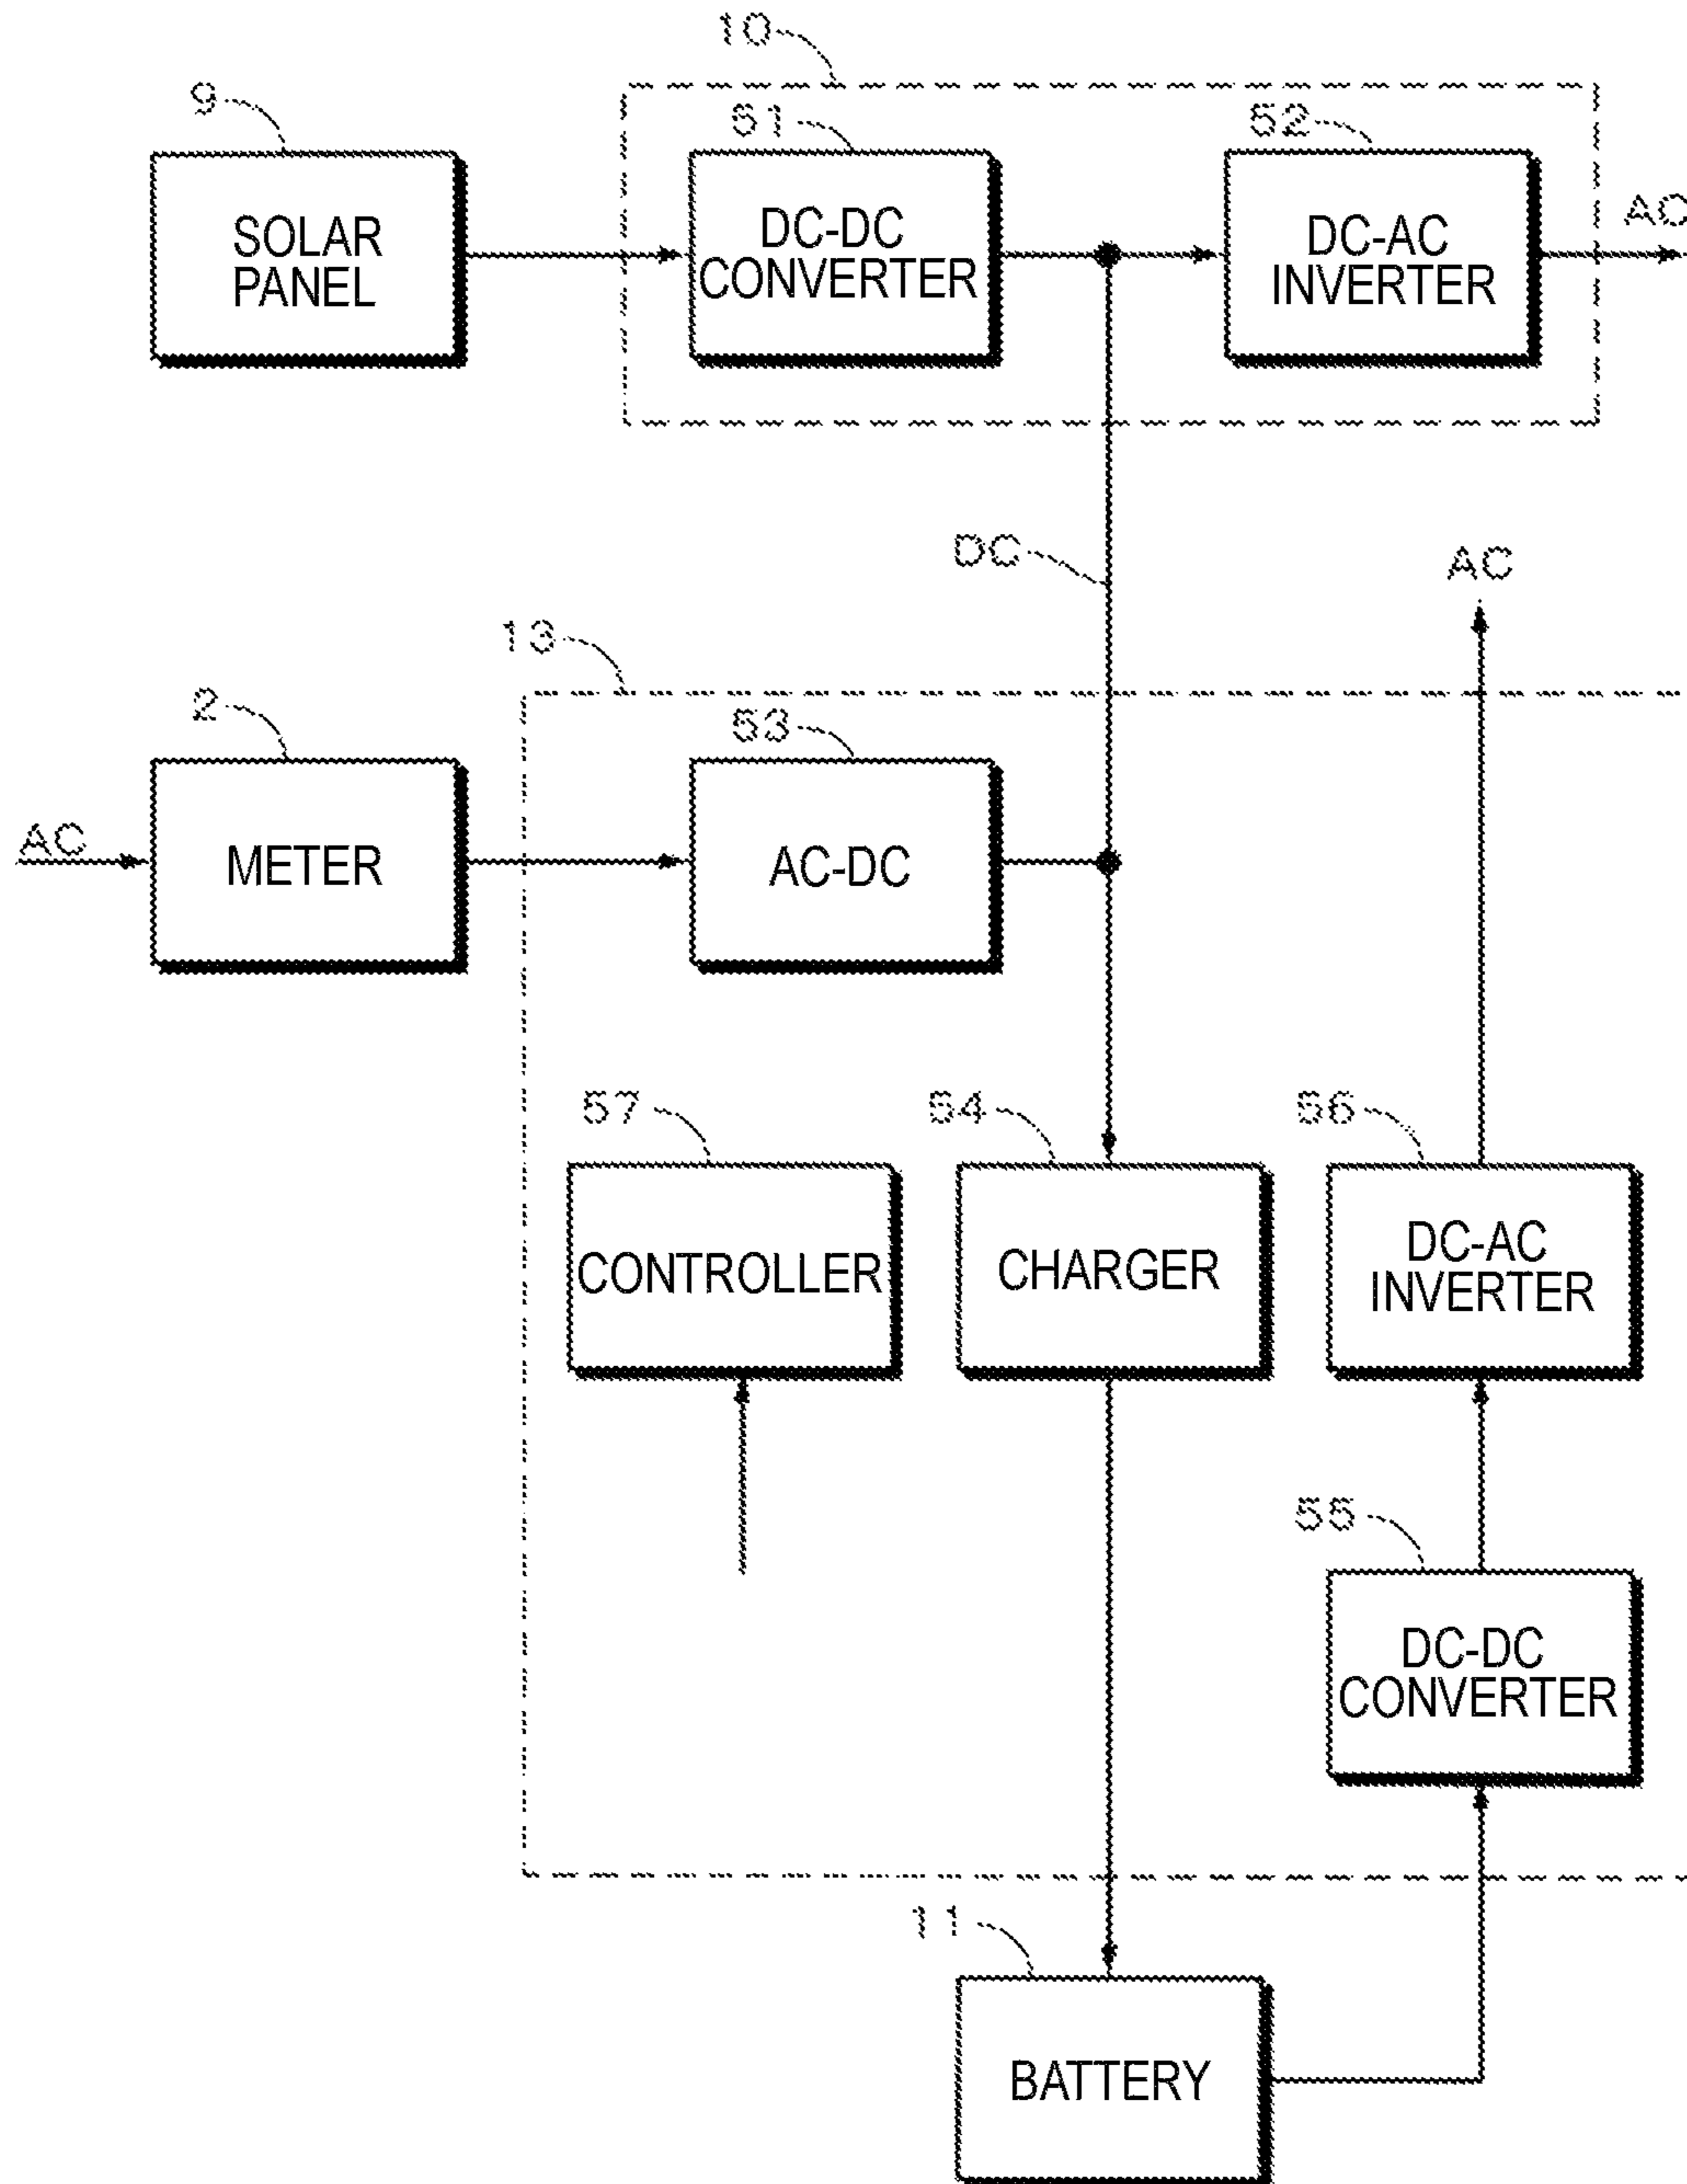 10
9
51
52
SOLAR
PANEL
DC-DC
CONVERTER
DC-AC
INVERTER
AC
DC
AC
13
2
53
AC
METER
AC-DC
57
54
56
CONTROLLER
CHARGER
DC-AC
INVERTER
55
DC-DC
CONVERTER
11
BATTERY